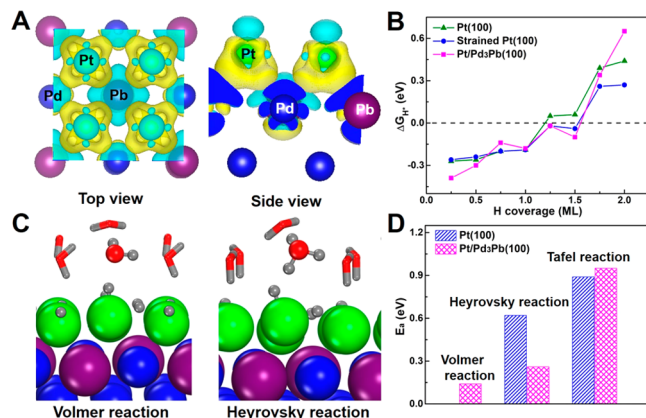 A
Pt
Pd
Pb
Top view
Pt
Pd
Pb
Side view
B
Pt(100)
Strained Pt(100)
Pt/Pd₃Pb(100)
ΔG_H* (eV)
0.6
0.3
0.0
-0.3
0.5
1.0
1.5
2.0
H coverage (ML)
C
Volmer reaction
Heyrovsky reaction
D
Pt(100)
Pt/Pd₃Pb(100)
Tafel reaction
Heyrovsky reaction
Volmer
reaction
Eₐ (eV)
1.2
0.9
0.6
0.3
0.0